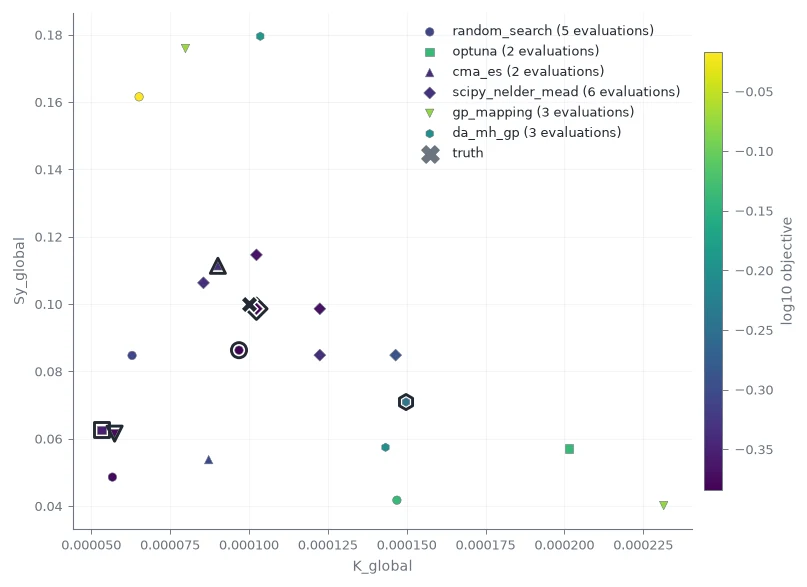 random_search (5 evaluations)
optuna (2 evaluations)
cma_es (2 evaluations)
scipy_nelder_mead (6 evaluations)
gp_mapping (3 evaluations)
da_mh_gp (3 evaluations)
truth
Sy_global
0.18
0.16
0.14
0.12
0.10
0.08
0.06
0.04
0.000050 0.000075 0.000100 0.000125 0.000150 0.000175 0.000200 0.000225
K_global
−0.05
−0.10
−0.15
−0.20
−0.25
−0.30
−0.35
log10 objective